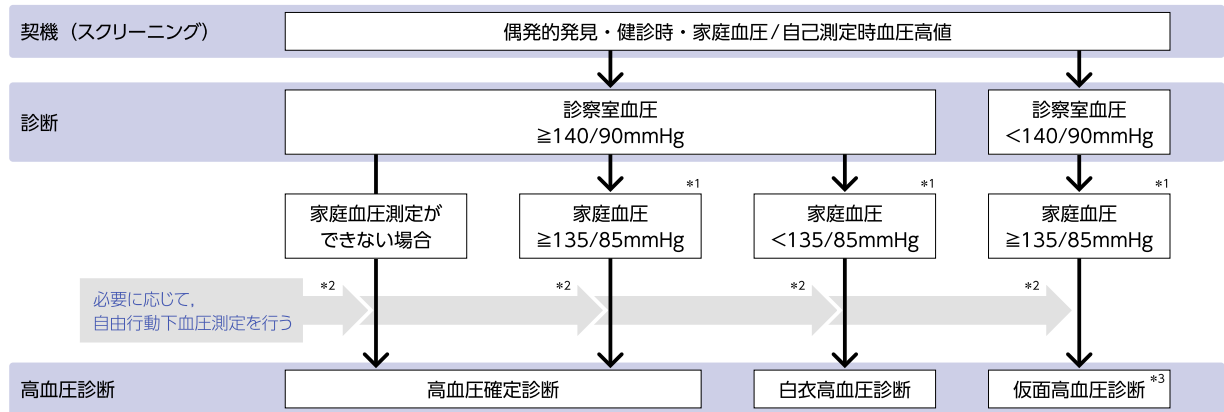 契機（スクリーニング）
偶発的発見・健診時・家庭血圧/自己測定時血圧高値
診断
診察室血圧
≧140/90mmHg
診察室血圧
<140/90mmHg
家庭血圧測定が
できない場合
*1
家庭血圧
≧135/85mmHg
*1
家庭血圧
<135/85mmHg
*1
家庭血圧
≧135/85mmHg
必要に応じて，
自由行動下血圧測定を行う
*2
*2
*2
*2
高血圧診断
高血圧確定診断
白衣高血圧診断
仮面高血圧診断*3